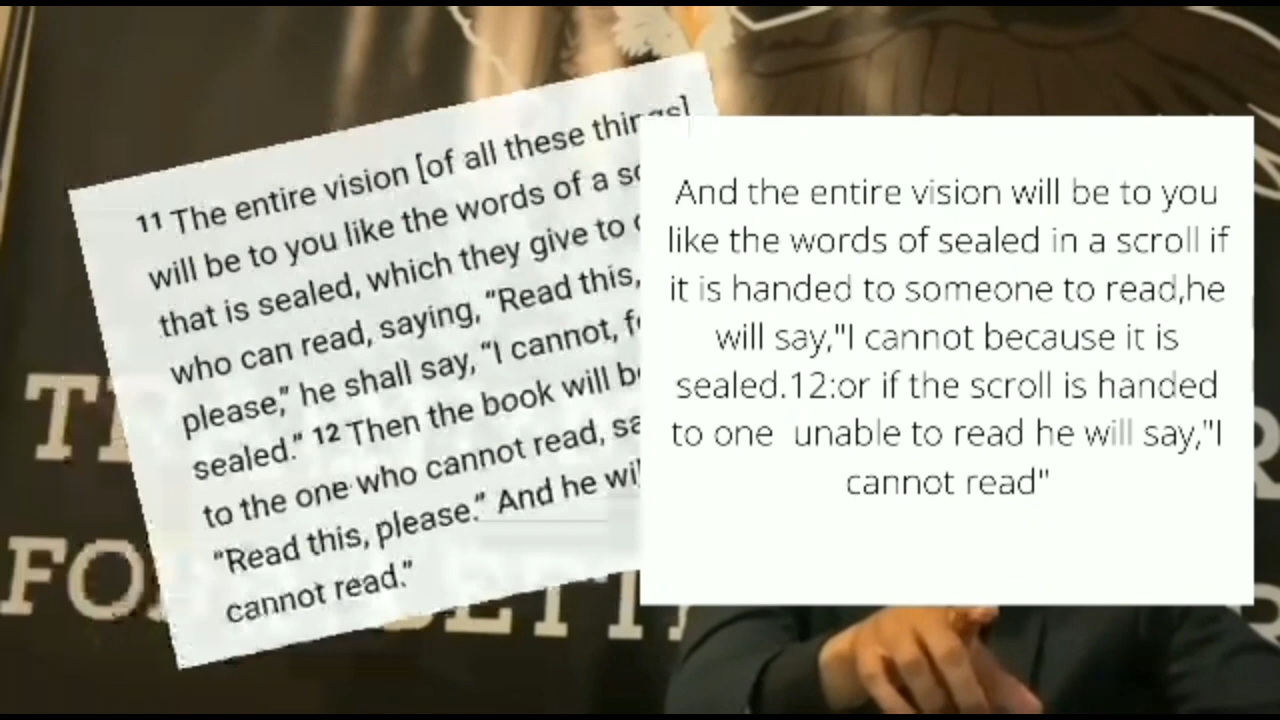 11 The entire vision [of all these things]
will be to you like the words of a
that is sealed, which they give to
who can read, saying, “Read this,
please,” he shall say, “I cannot,
sealed.” 12 Then the book will
to the one who cannot read,
“Read this, please.” And he
cannot read.”
And the entire vision will be to you
like the words of sealed in a scroll if
it is handed to someone to read,he
will say,"I cannot because it is
sealed.12:or if the scroll is handed
to one unable to read he will say,"I
cannot read"